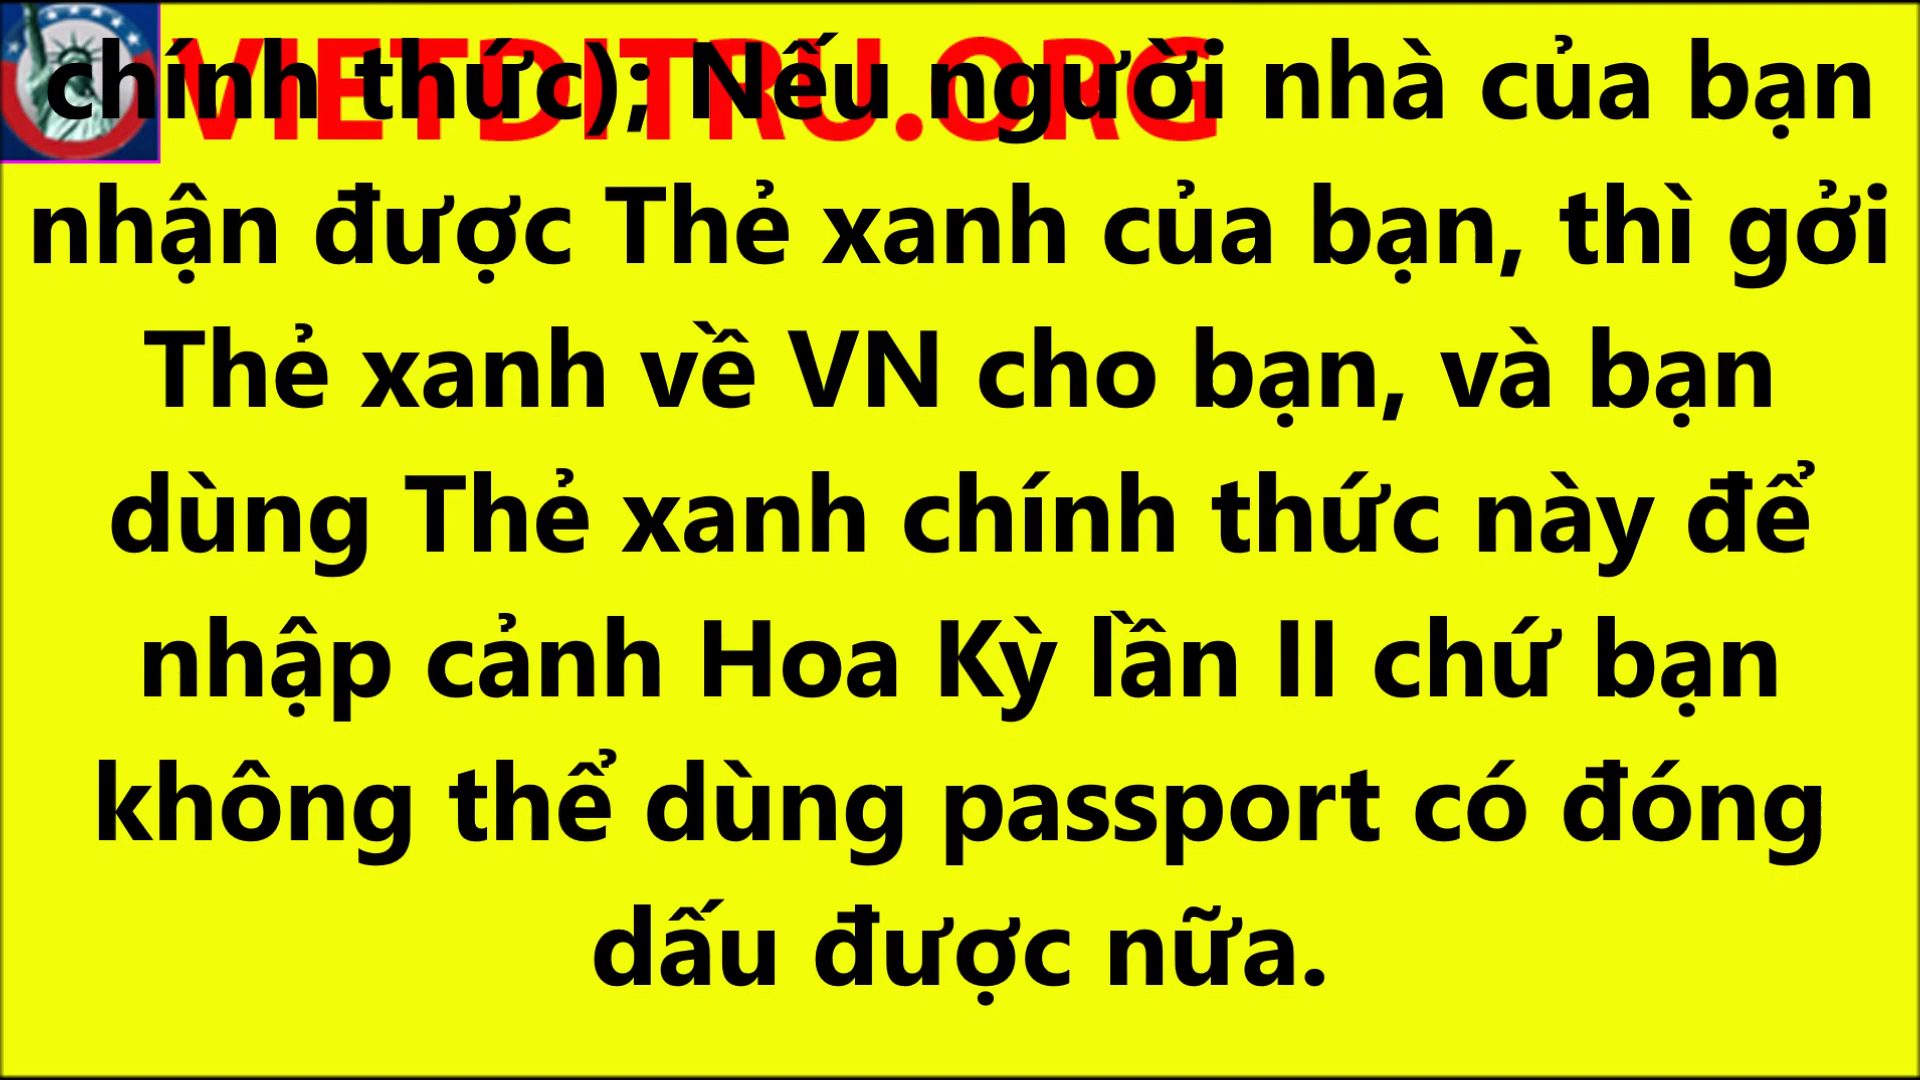 VIETDITRU.ORG
chính thức); Nếu người nhà của bạn
nhận được Thẻ xanh của bạn, thì gởi
Thẻ xanh về VN cho bạn, và bạn
dùng Thẻ xanh chính thức này để
nhập cảnh Hoa Kỳ lần II chứ bạn
không thể dùng passport có đóng
dấu được nữa.